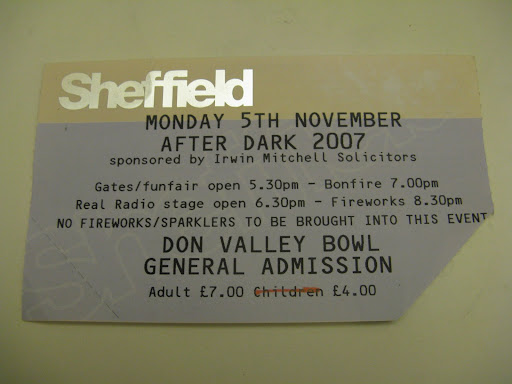 Sheffield
MONDAY 5TH NOVEMBER
AFTER DARK 2007
sponsored by Irwin Mitchell Solicitors
Gates/funfair open 5.30pm - Bonfire 7.00pm
Real Radio stage open 6.30pm - Fireworks 8.30pm
NO FIREWORKS/SPARKLERS TO BE BROUGHT INTO THIS EVENT
DON VALLEY BOWL
GENERAL ADMISSION
Adult £7.00 Children £4.00